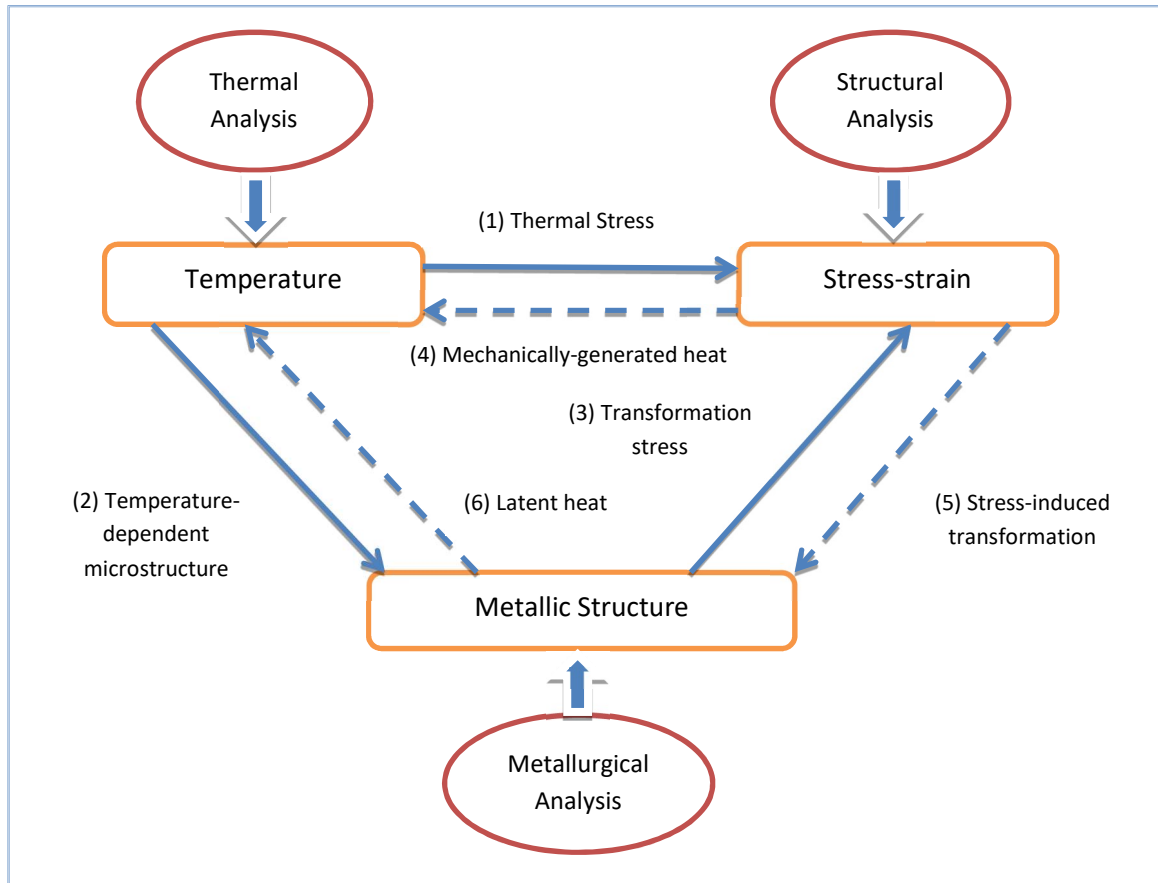 Thermal
Analysis
Structural
Analysis
(1) Thermal Stress
Temperature
Stress-strain
(4) Mechanically-generated heat
(3) Transformation
stress
(2) Temperature-
dependent
microstructure
(6) Latent heat
(5) Stress-induced
transformation
Metallic Structure
Metallurgical
Analysis